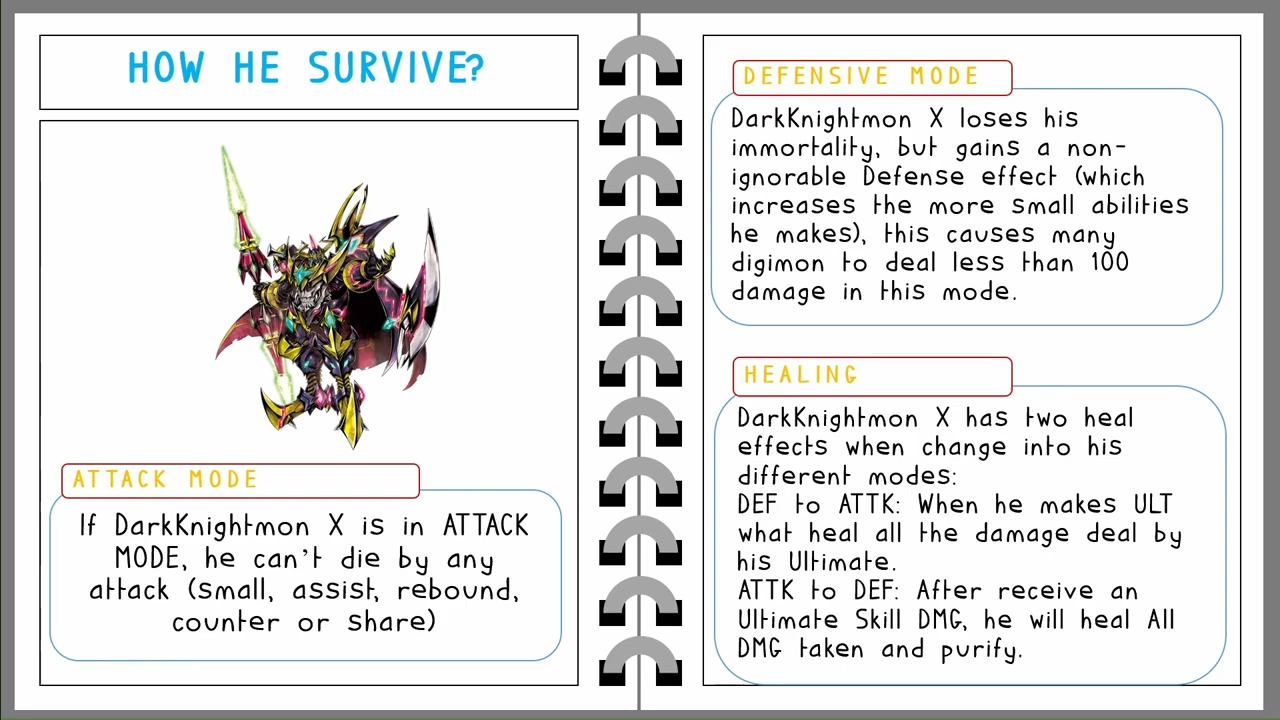 HOW HE SURVIVE?
ATTACK MODE
If DarkKnightmon X is in ATTACK
MODE, he can't die by any
attack (small, assist, rebound,
counter or share)
DEFENSIVE MODE
DarkKnightmon X loses his
immortality, but gains a non-
ignorable Defense effect (which
increases the more small abilities
he makes), this causes many
digimon to deal less than 100
damage in this mode.
HEALING
DarkKnightmon X has two heal
effects when change into his
different modes:
DEF to ATTK: When he makes ULT
what heal all the damage deal by
his Ultimate.
ATTK to DEF: After receive an
Ultimate Skill DMG, he will heal All
DMG taken and purify.